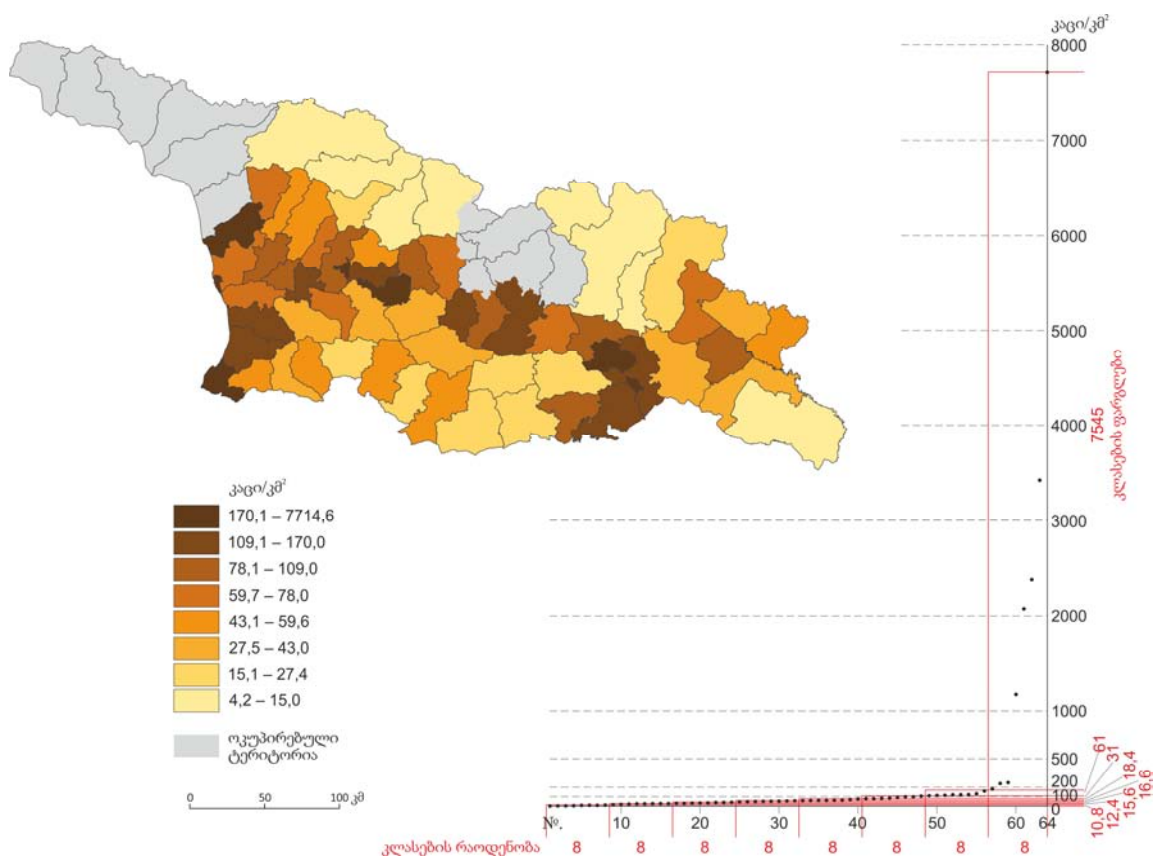 კაცი/კმ²
8000
7000
6000
5000
4000
3000
2000
1000
500
200
100
0
7545
კლასების ფარგლები
61
31
18,4
16,6
15,6
12,4
10,8
კაცი/კმ²
170,1 – 7714,6
109,1 – 170,0
78,1 – 109,0
59,7 – 78,0
43,1 – 59,6
27,5 – 43,0
15,1 – 27,4
4,2 – 15,0
ოკუპირებული
ტერიტორია
0 50 100 კმ
№. 10 20 30 40 50 60 64
კლასების რაოდენობა 8 8 8 8 8 8 8 8